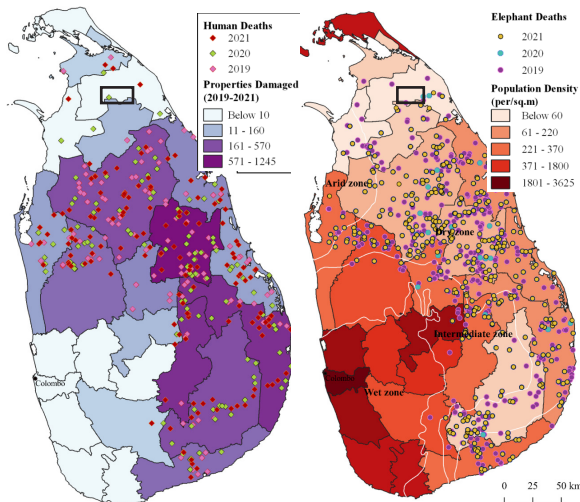 Human Deaths
2021
2020
2019
Properties Damaged
(2019-2021)
Below 10
11 - 160
161 - 570
571 - 1245
Colombo
Elephant Deaths
2021
2020
2019
Population Density
(per/sq.m)
Below 60
61 - 220
221 - 370
371 - 1800
1801 - 3625
Arid zone
Dry zone
Intermediate zone
Colombo
Wet zone
0 25 50 km